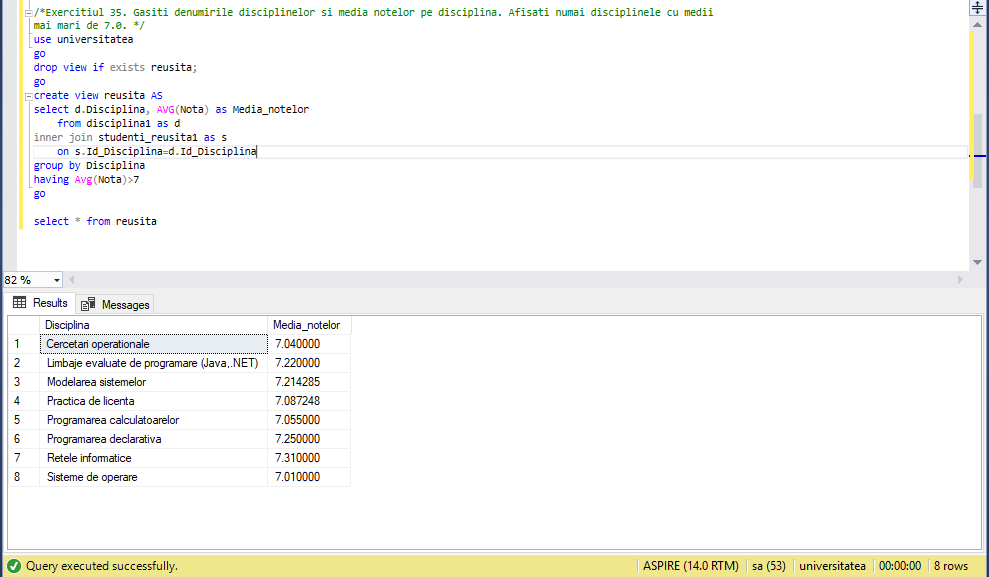 /*Exercitiul 35. Gasiti denumirile disciplinelor si media notelor pe disciplina. Afisati numai disciplinele cu medii
mai mari de 7.0. */
use universitatea
go
drop view if exists reusita;
go
create view reusita AS
select d.Disciplina, AVG(Nota) as Media_notelor
from disciplina1 as d
inner join studenti_reusita1 as s
on s.Id_Disciplina=d.Id_Disciplina
group by Disciplina
having Avg(Nota)>7
go
select * from reusita
82 %
Results Messages
Disciplina Media_notelor
1 Cercetari operationale 7.040000
2 Limbaje evaluate de programare (Java,.NET) 7.220000
3 Modelarea sistemelor 7.214285
4 Practica de licenta 7.087248
5 Programarea calculatoarelor 7.055000
6 Programarea declarativa 7.250000
7 Retele informatice 7.310000
8 Sisteme de operare 7.010000
Query executed successfully. ASPIRE (14.0 RTM) sa (53) universitatea 00:00:00 8 rows